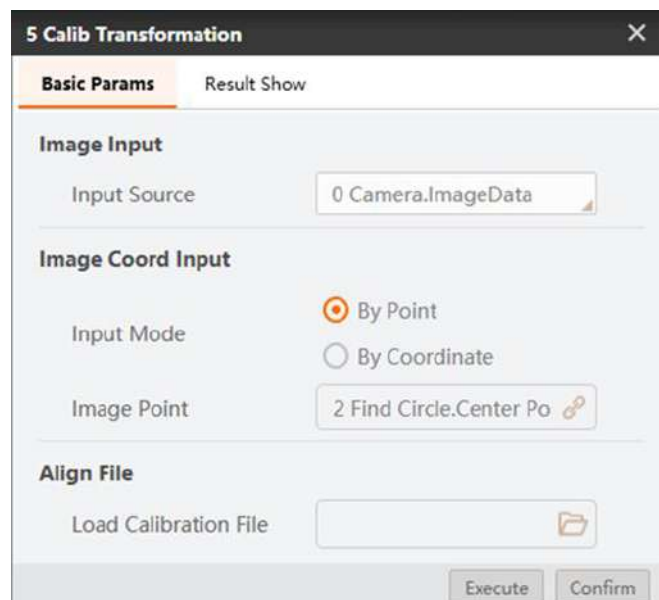 5 Calib Transformation
Basic Params Result Show
Image Input
Input Source 0 Camera.ImageData
Image Coord Input
By Point
Input Mode
By Coordinate
Image Point 2 Find Circle.Center Po
Align File
Load Calibration File
Execute Confirm